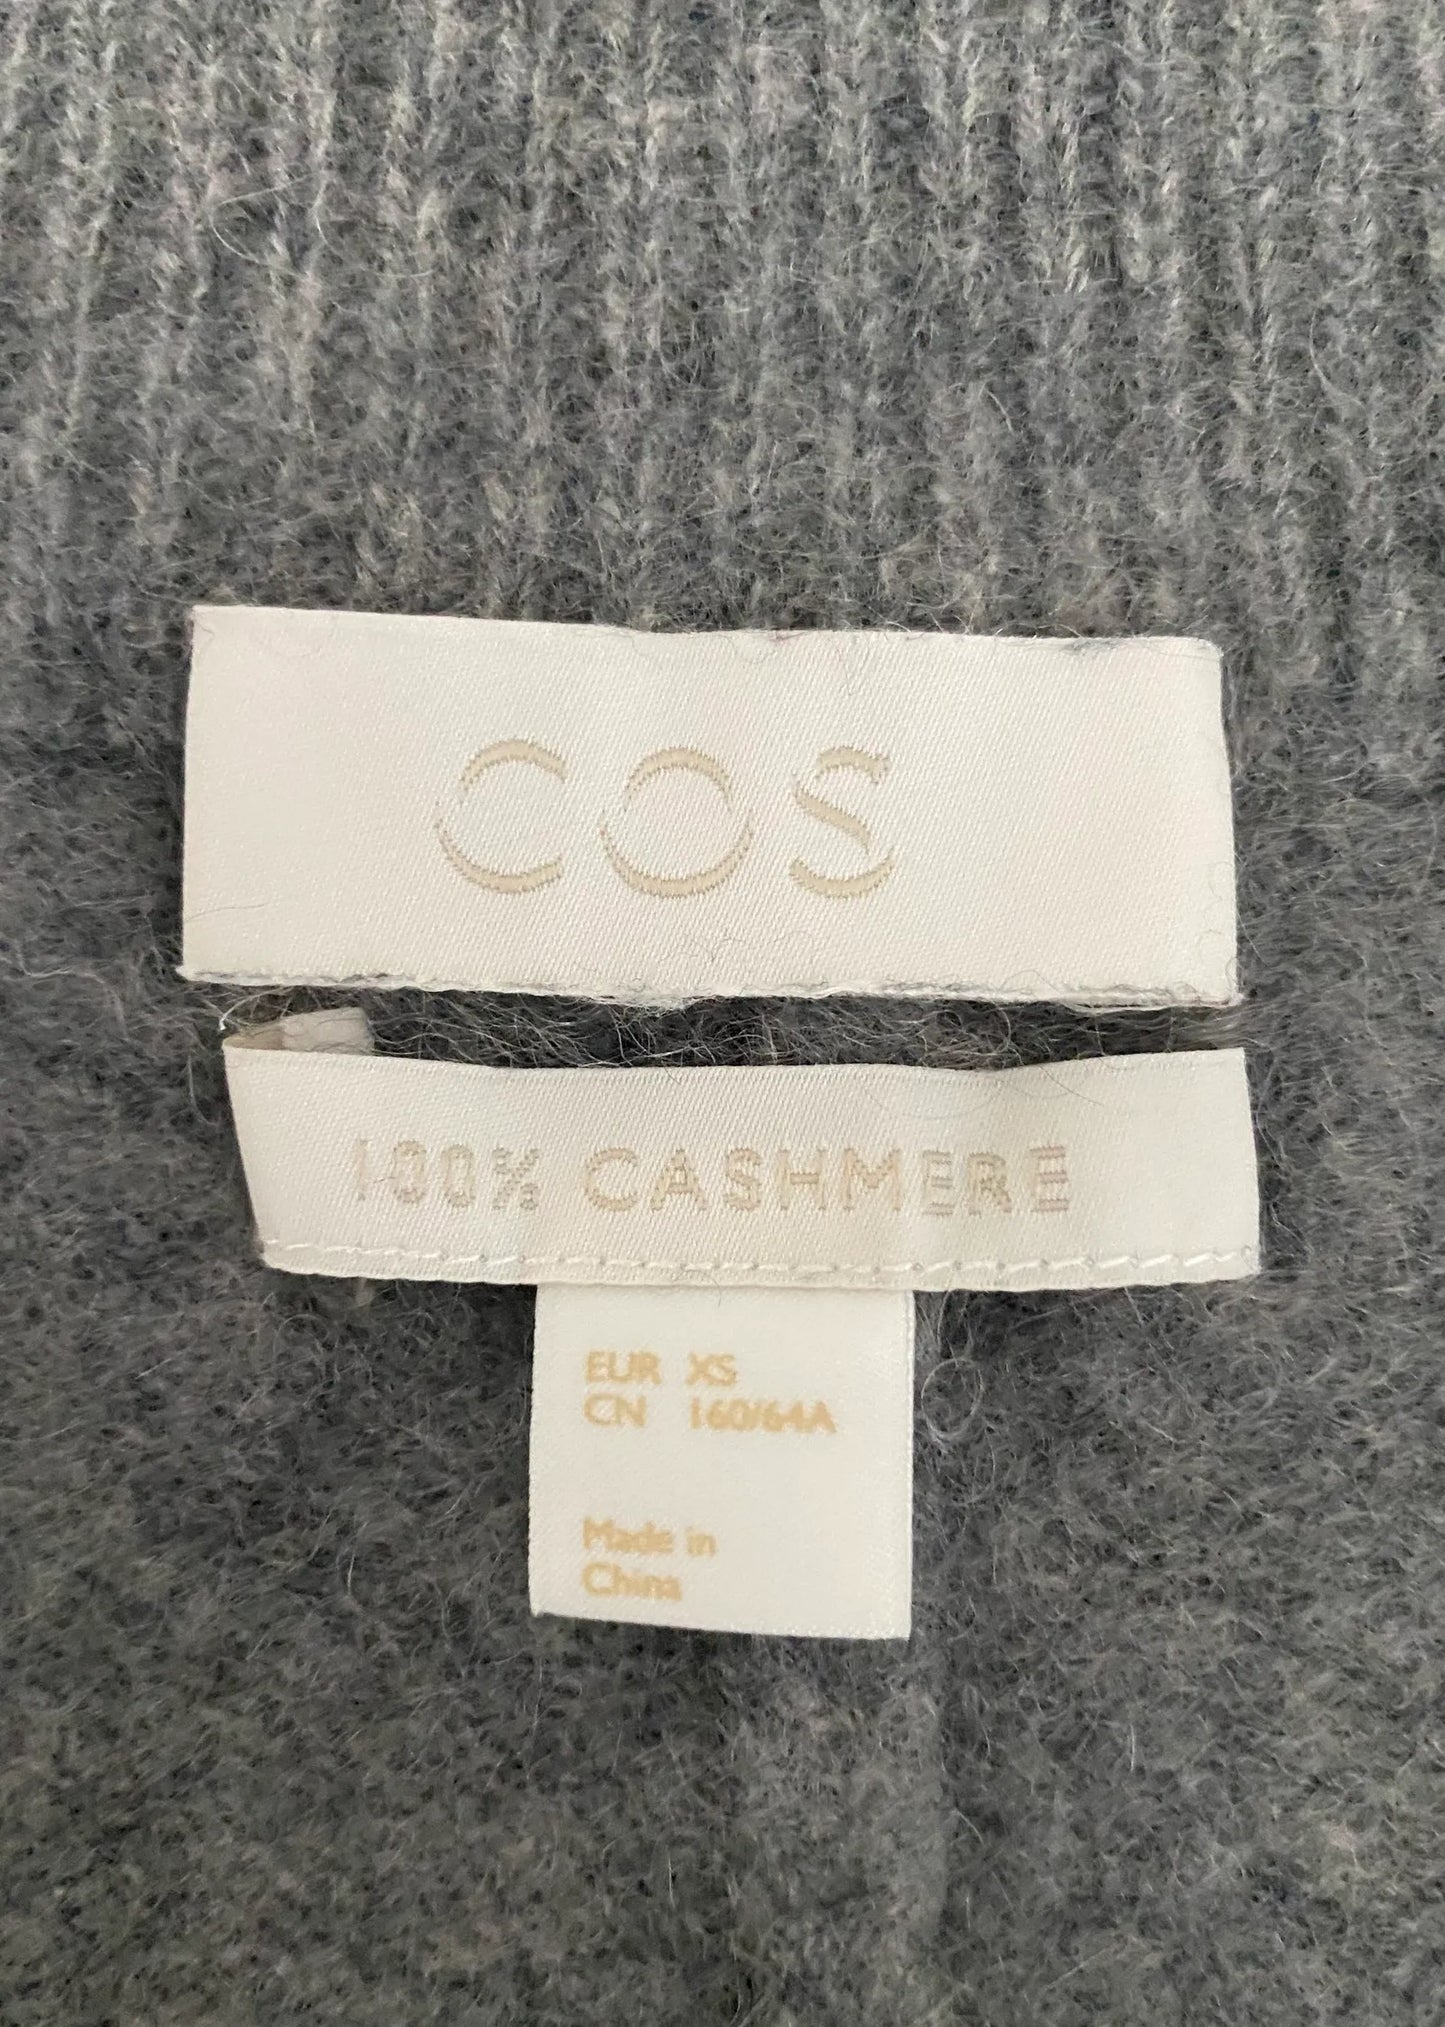 COS
100% CASHMERE
EUR XS
CN 160/64A
Made in
China